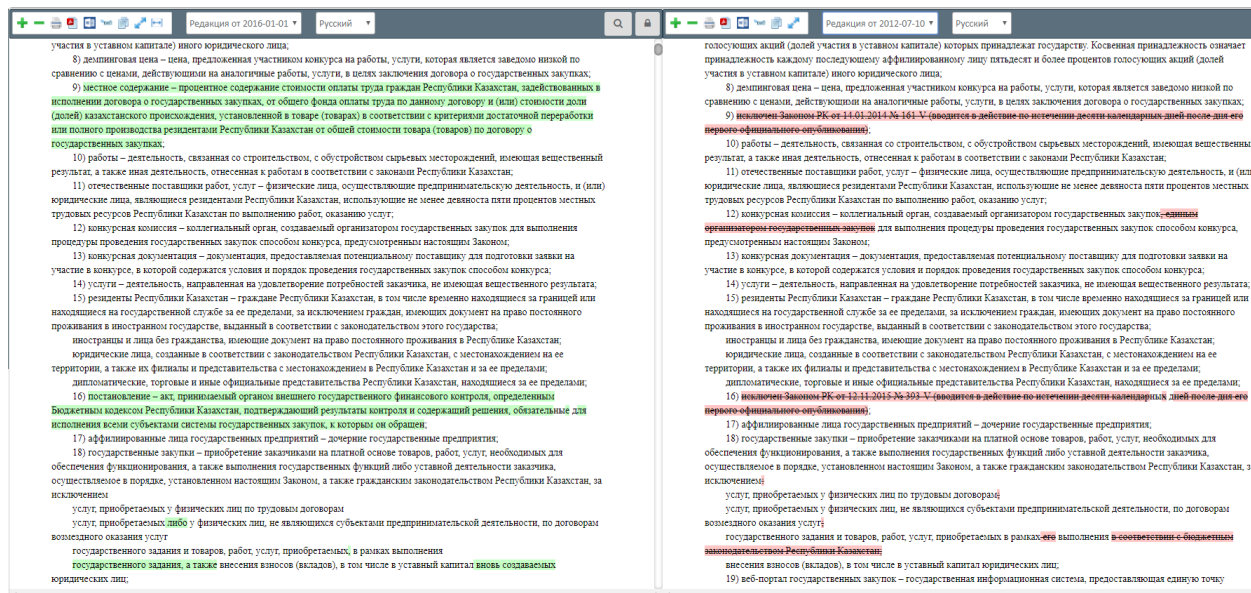 Редакция от 2016-01-01
Русский
участия в уставном капитале) иного юридического лица;
8) демпинговая цена – цена, предложенная участником конкурса на работы, услуги, которая является заведомо низкой по
сравнению с ценами, действующими на аналогичные работы, услуги, в целях заключения договора о государственных закупках;
9) местное содержание – процентное содержание стоимости оплаты труда граждан Республики Казахстан, задействованных в
исполнении договора о государственных закупках, от общего фонда оплаты труда по данному договору и (или) стоимости доли
(долей) казахстанского происхождения, установленной в товаре (товарах) в соответствии с критериями достаточной переработки
или полного производства резидентами Республики Казахстан от общей стоимости товара (товаров) по договору о
государственных закупках;
10) работы – деятельность, связанная со строительством, с обустройством сырьевых месторождений, имеющая вещественный
результат, а также иная деятельность, отнесенная к работам в соответствии с законами Республики Казахстан;
11) отечественные поставщики работ, услуг – физические лица, осуществляющие предпринимательскую деятельность, и (или)
юридические лица, являющиеся резидентами Республики Казахстан, использующие не менее девяноста пяти процентов местных
трудовых ресурсов Республики Казахстан по выполнению работ, оказанию услуг;
12) конкурсная комиссия – коллегиальный орган, создаваемый организатором государственных закупок для выполнения
процедуры проведения государственных закупок способом конкурса, предусмотренным настоящим Законом;
13) конкурсная документация – документация, предоставляемая потенциальному поставщику для подготовки заявки на
участие в конкурсе, в которой содержатся условия и порядок проведения государственных закупок способом конкурса;
14) услуги – деятельность, направленная на удовлетворение потребностей заказчика, не имеющая вещественного результата;
15) резиденты Республики Казахстан – граждане Республики Казахстан, в том числе временно находящиеся за границей или
находящиеся на государственной службе за ее пределами, за исключением граждан, имеющих документ на право постоянного
проживания в иностранном государстве, выданный в соответствии с законодательством этого государства;
иностранцы и лица без гражданства, имеющие документ на право постоянного проживания в Республике Казахстан;
юридические лица, созданные в соответствии с законодательством Республики Казахстан, с местонахождением на ее
территории, а также их филиалы и представительства с местонахождением в Республике Казахстан и за ее пределами;
дипломатические, торговые и иные официальные представительства Республики Казахстан, находящиеся за ее пределами;
16) постановление – акт, принимаемый органом внешнего государственного финансового контроля, определенным
Бюджетным кодексом Республики Казахстан, подтверждающий результаты контроля и содержащий решения, обязательные для
исполнения всеми субъектами системы государственных закупок, к которым он обращен;
17) аффилиированные лица государственных предприятий – дочерние государственные предприятия;
18) государственные закупки – приобретение заказчиками на платной основе товаров, работ, услуг, необходимых для
обеспечения функционирования, а также выполнения государственных функций либо уставной деятельности заказчика,
осуществляемое в порядке, установленном настоящим Законом, а также гражданским законодательством Республики Казахстан, за
исключением
услуг, приобретаемых у физических лиц по трудовым договорам
услуг, приобретаемых либо у физических лиц, не являющихся субъектами предпринимательской деятельности, по договорам
возмездного оказания услуг
государственного задания и товаров, работ, услуг, приобретаемых, в рамках выполнения
государственного задания, а также внесения взносов (вкладов), в том числе в уставный капитал вновь создаваемых
юридических лиц;
Редакция от 2012-07-10
Русский
голосующих акций (долей участия в уставном капитале) которых принадлежат государству. Косвенная принадлежность означает
принадлежность каждому последующему аффилиированному лицу пятьдесят и более процентов голосующих акций (долей
участия в уставном капитале) иного юридического лица;
8) демпинговая цена – цена, предложенная участником конкурса на работы, услуги, которая является заведомо низкой по
сравнению с ценами, действующими на аналогичные работы, услуги, в целях заключения договора о государственных закупках;
9) исключен Законом РК от 14.01.2014 № 161-V (вводится в действие по истечении десяти календарных дней после дня его
первого официального опубликования);
10) работы – деятельность, связанная со строительством, с обустройством сырьевых месторождений, имеющая вещественны
результат, а также иная деятельность, отнесенная к работам в соответствии с законами Республики Казахстан;
11) отечественные поставщики работ, услуг – физические лица, осуществляющие предпринимательскую деятельность, и (ил
юридические лица, являющиеся резидентами Республики Казахстан, использующие не менее девяноста пяти процентов местных
трудовых ресурсов Республики Казахстан по выполнению работ, оказанию услуг;
12) конкурсная комиссия – коллегиальный орган, создаваемый организатором государственных закупок, единым
организатором государственных закупок для выполнения процедуры проведения государственных закупок способом конкурса,
предусмотренным настоящим Законом;
13) конкурсная документация – документация, предоставляемая потенциальному поставщику для подготовки заявки на
участие в конкурсе, в которой содержатся условия и порядок проведения государственных закупок способом конкурса;
14) услуги – деятельность, направленная на удовлетворение потребностей заказчика, не имеющая вещественного результата;
15) резиденты Республики Казахстан – граждане Республики Казахстан, в том числе временно находящиеся за границей или
находящиеся на государственной службе за ее пределами, за исключением граждан, имеющих документ на право постоянного
проживания в иностранном государстве, выданный в соответствии с законодательством этого государства;
иностранцы и лица без гражданства, имеющие документ на право постоянного проживания в Республике Казахстан;
юридические лица, созданные в соответствии с законодательством Республики Казахстан, с местонахождением на ее
территории, а также их филиалы и представительства с местонахождением в Республике Казахстан и за ее пределами;
дипломатические, торговые и иные официальные представительства Республики Казахстан, находящиеся за ее пределами;
16) исключен Законом РК от 12.11.2015 № 393-V (вводится в действие по истечении десяти календарных дней после дня его
первого официального опубликования);
17) аффилиированные лица государственных предприятий – дочерние государственные предприятия;
18) государственные закупки – приобретение заказчиками на платной основе товаров, работ, услуг, необходимых для
обеспечения функционирования, а также выполнения государственных функций либо уставной деятельности заказчика,
осуществляемое в порядке, установленном настоящим Законом, а также гражданским законодательством Республики Казахстан, з
исключением:
услуг, приобретаемых у физических лиц по трудовым договорам;
услуг, приобретаемых у физических лиц, не являющихся субъектами предпринимательской деятельности, по договорам
возмездного оказания услуг;
государственного задания и товаров, работ, услуг, приобретаемых в рамках его выполнения в соответствии с бюджетным
законодательством Республики Казахстан;
внесения взносов (вкладов), в том числе в уставный капитал юридических лиц;
19) веб-портал государственных закупок – государственная информационная система, предоставляющая единую точку